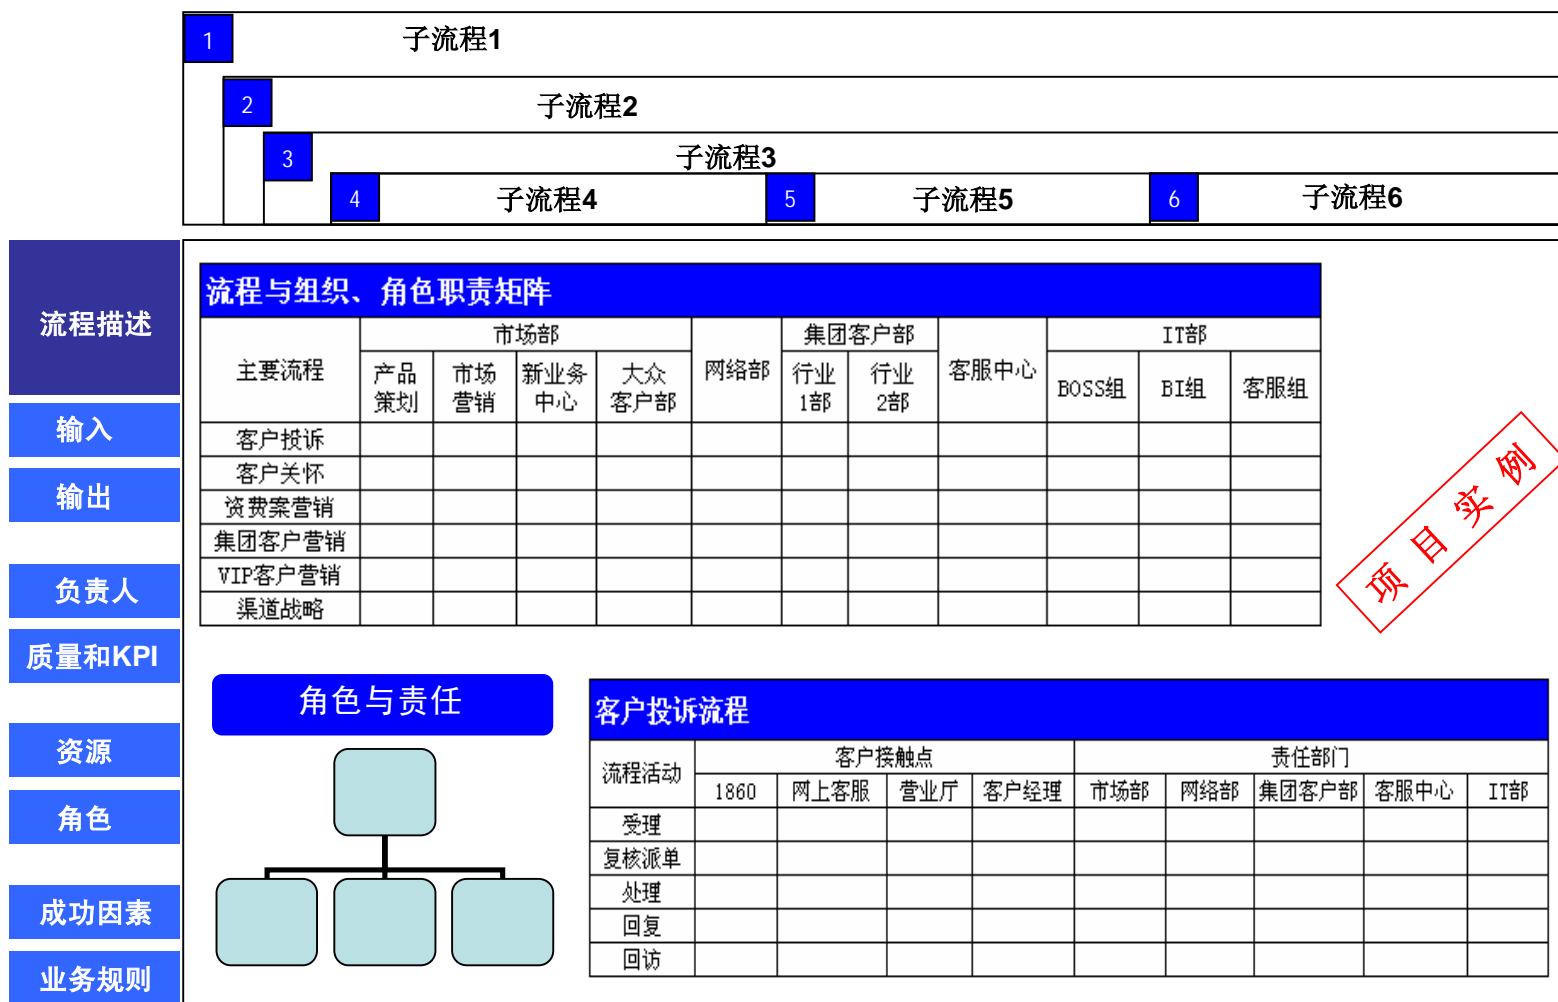 1 子流程1
2 子流程2
3 子流程3
4 子流程4 5 子流程5 6 子流程6
流程描述
输入
输出
负责人
质量和KPI
资源
角色
成功因素
业务规则
流程与组织、角色职责矩阵
主要流程 市场部 网络部 集团客户部 客服中心 IT部
产品策划 市场营销 新业务中心 大众客户部 行业1部 行业2部 BOSS组 BI组 客服组
客户投诉
客户关怀
资费案营销
集团客户营销
VIP客户营销
渠道战略
项目实例
角色与责任
客户投诉流程
流程活动 客户接触点 责任部门
1860 网上客服 营业厅 客户经理 市场部 网络部 集团客户部 客服中心 IT部
受理
复核派单
处理
回复
回访